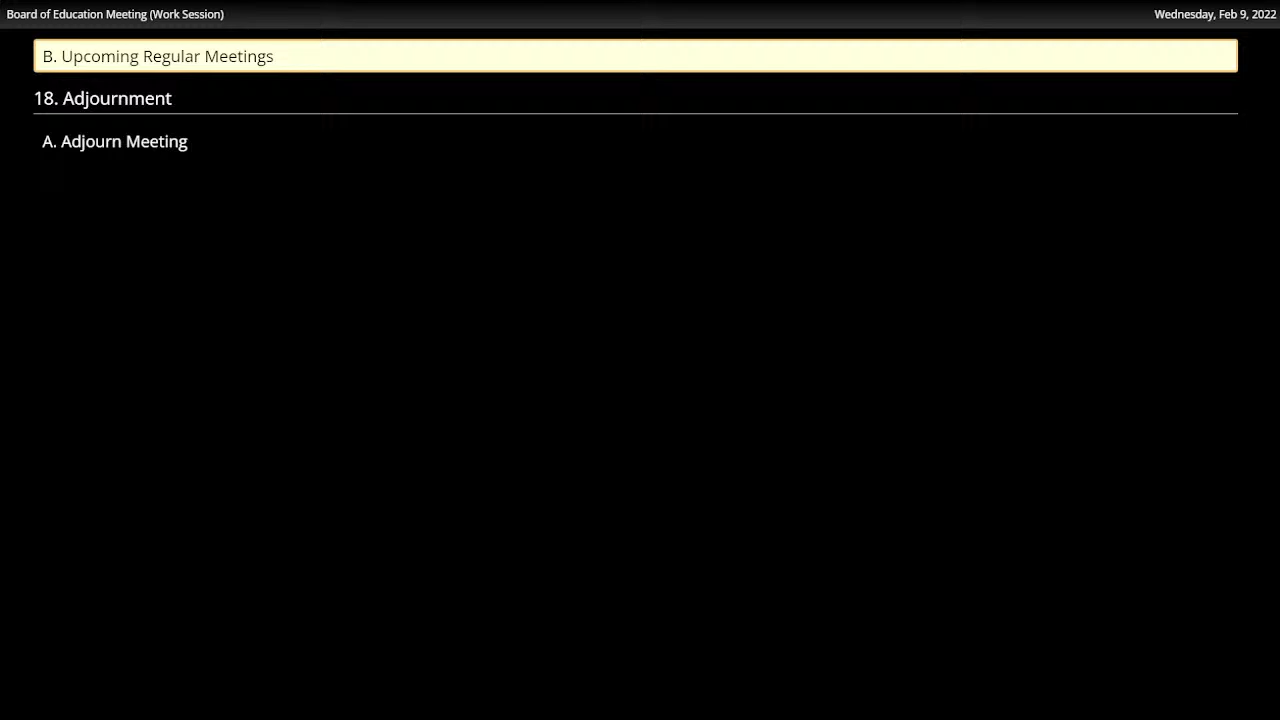 Board of Education Meeting (Work Session)
Wednesday, Feb 9, 2022
B. Upcoming Regular Meetings
18. Adjournment
A. Adjourn Meeting